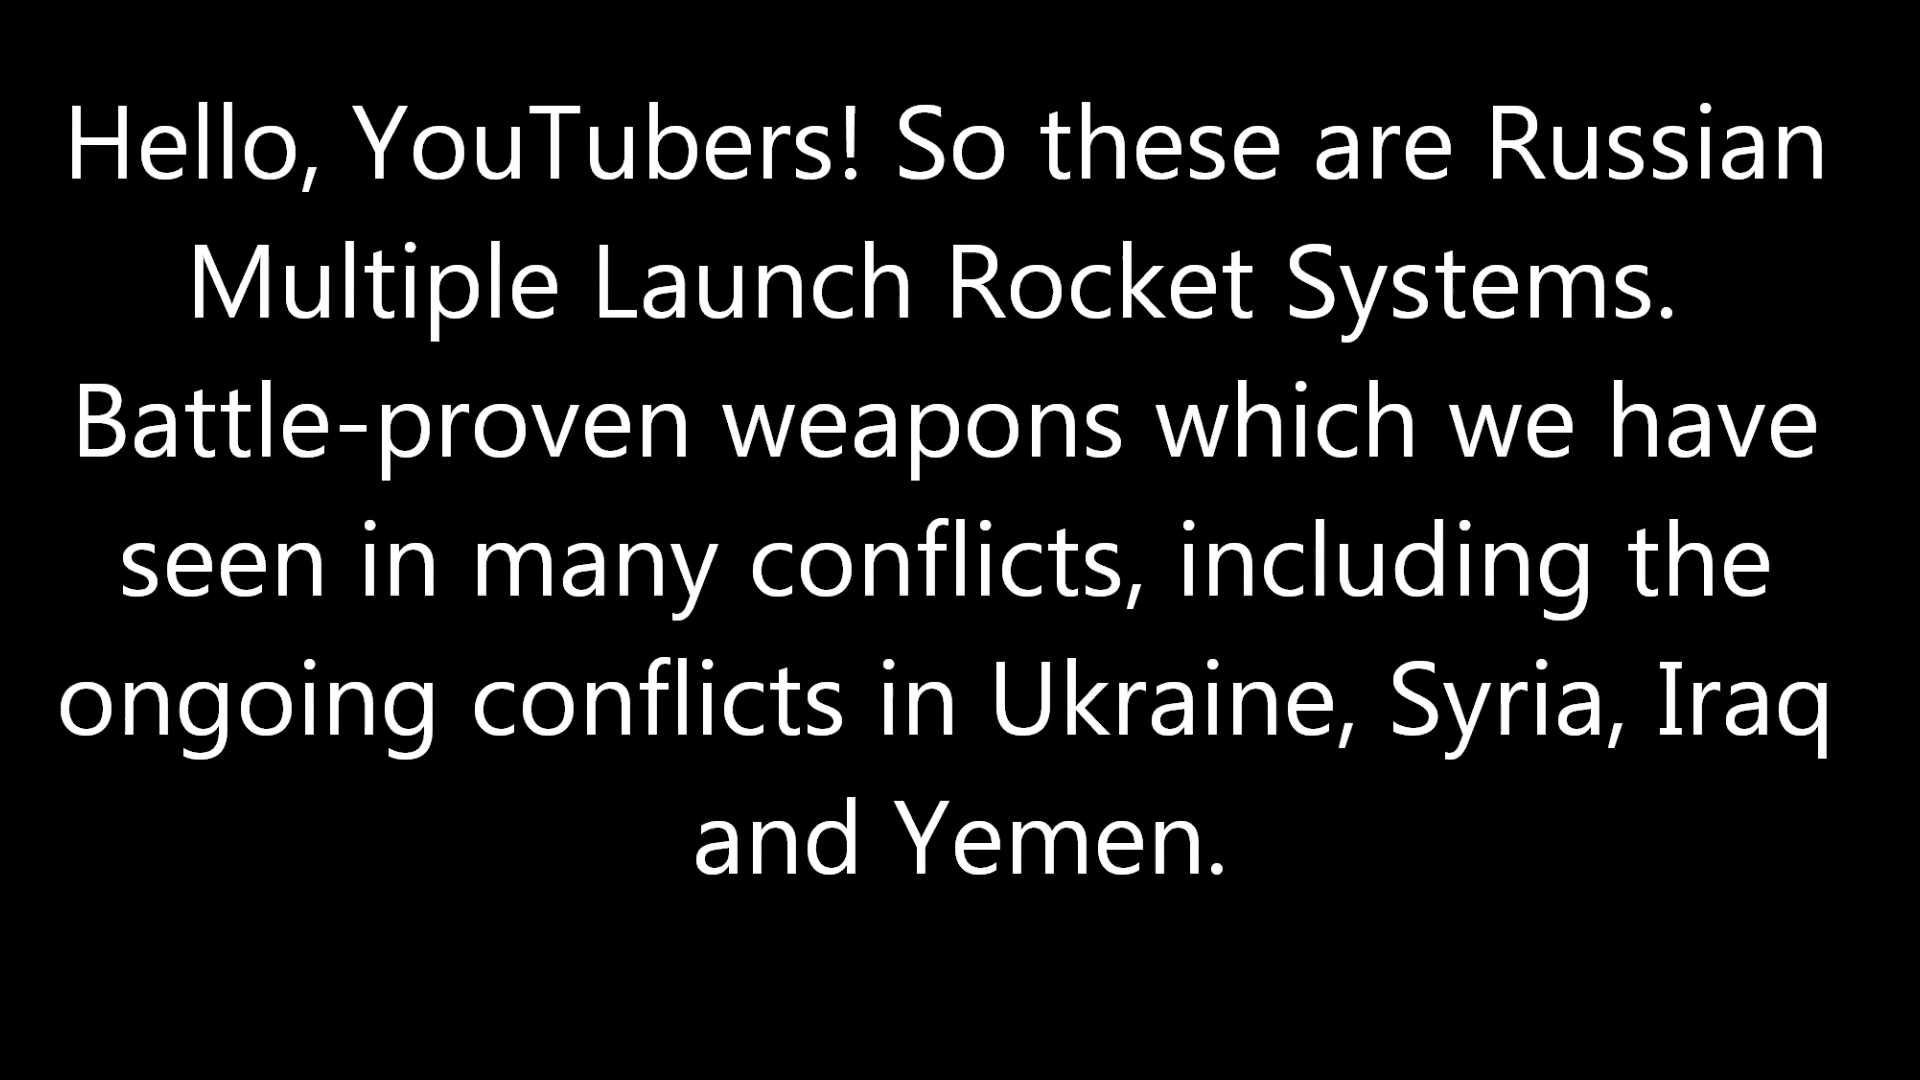 Hello, YouTubers! So these are Russian
Multiple Launch Rocket Systems.
Battle-proven weapons which we have
seen in many conflicts, including the
ongoing conflicts in Ukraine, Syria, Iraq
and Yemen.